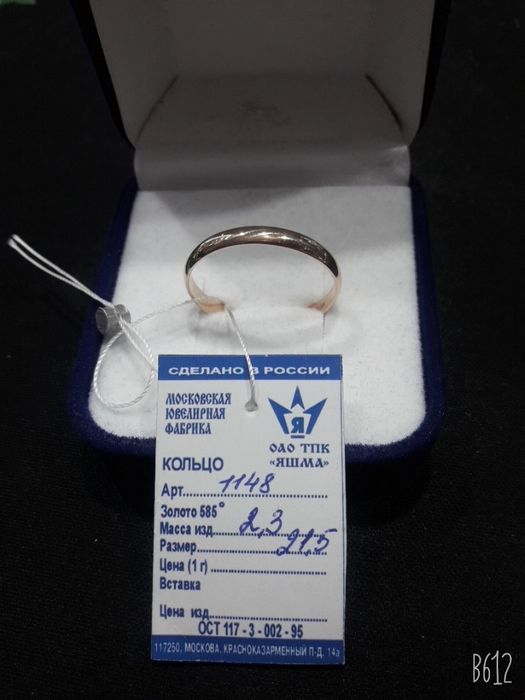 СДЕЛАНО В РОССИИ
МОСКОВСКАЯ
ЮВЕЛИРНАЯ
ФАБРИКА
Я
ОАО ТПК
«ЯШМА»
КОЛЬЦО
Арт. 1148
Золото 585°
Масса изд. 2,3
Размер 21,5
Цена (1 г)
Вставка
Цена изд.
ОСТ 117 - 3 - 002 - 95
117250, МОСКОВА, КРАСНОКАЗАРМЕННЫЙ П-Д, 14а
B612